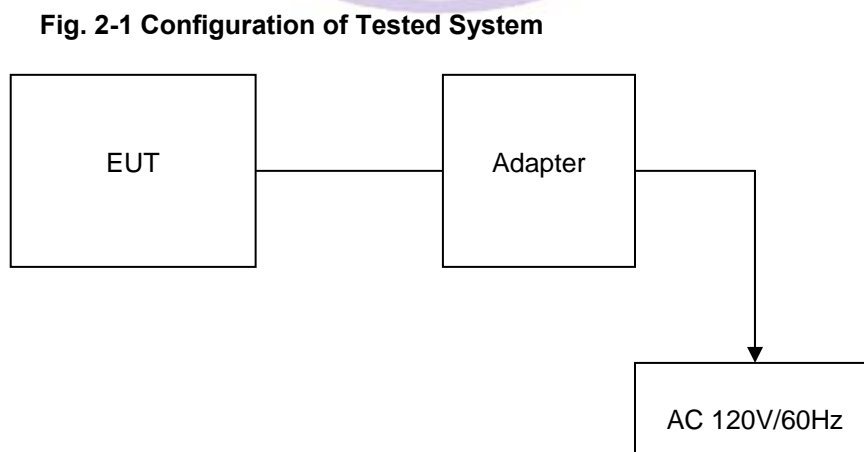 Fig. 2-1 Configuration of Tested System
EUT
Adapter
AC 120V/60Hz